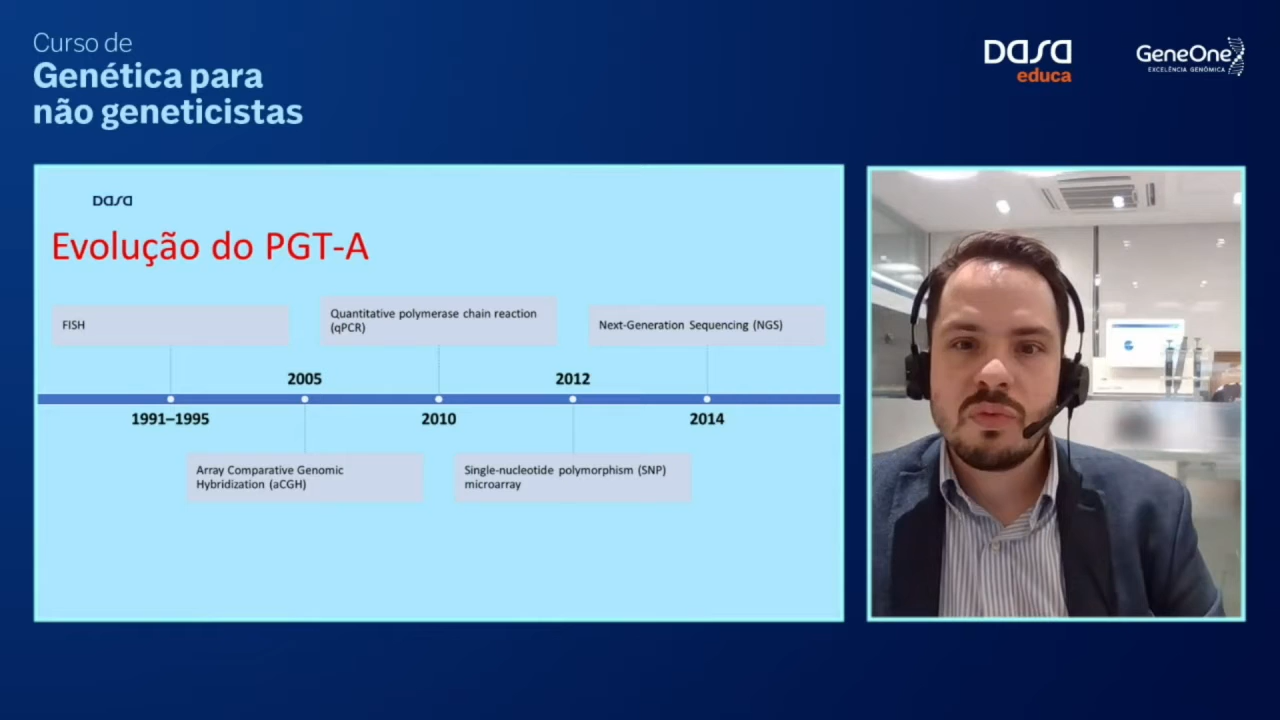 Curso de
Genética para
não geneticistas
Dasa
educa
GeneOne
EXCELÊNCIA GENÔMICA
Dasa
Evolução do PGT-A
FISH
Quantitative polymerase chain reaction
(qPCR)
Next-Generation Sequencing (NGS)
2005
2012
1991–1995
2010
2014
Array Comparative Genomic
Hybridization (aCGH)
Single-nucleotide polymorphism (SNP)
microarray